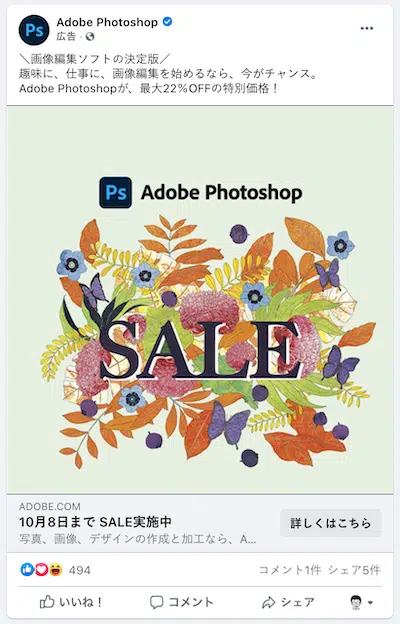 Ps
Adobe Photoshop
広告 ·
＼画像編集ソフトの決定版／
趣味に、仕事に、画像編集を始めるなら、今がチャンス。
Adobe Photoshopが、最大22%OFFの特別価格！
Ps Adobe Photoshop
SALE
ADOBE.COM
10月8日まで SALE実施中
写真、画像、デザインの作成と加工なら、A...
詳しくはこちら
494
コメント1件 シェア5件
いいね！ コメント シェア